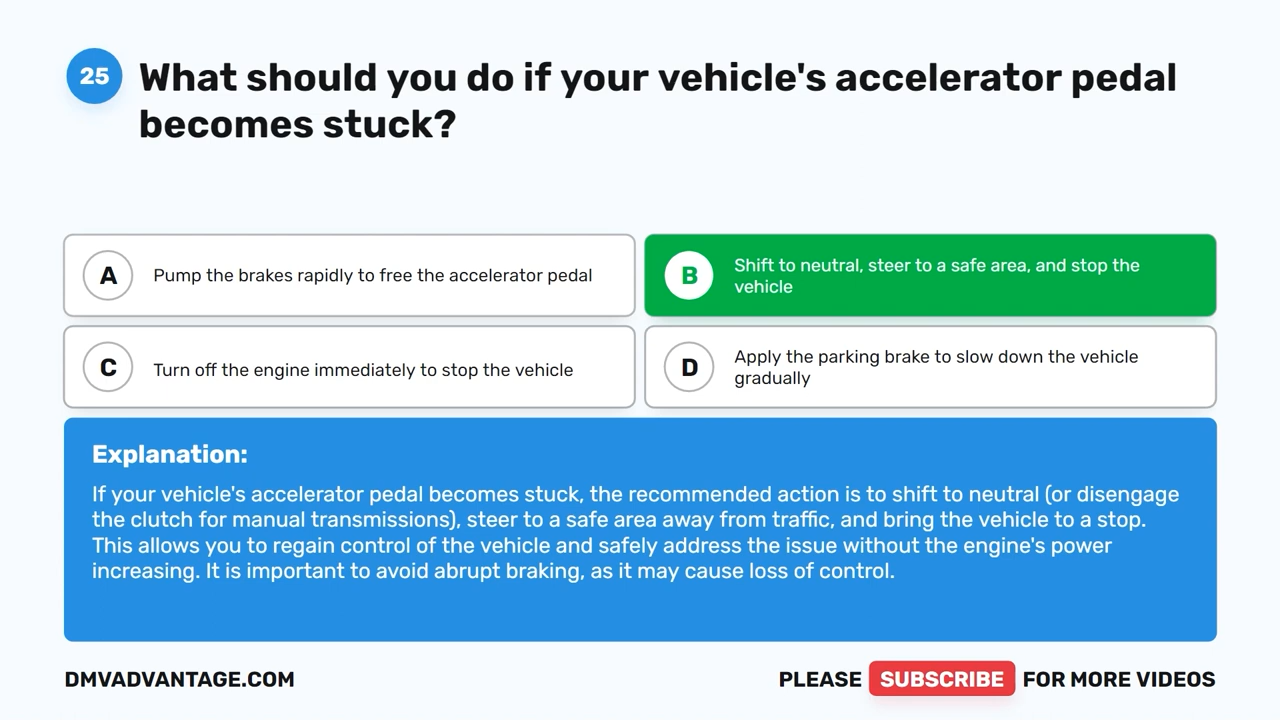 25
What should you do if your vehicle's accelerator pedal
becomes stuck?
A
Pump the brakes rapidly to free the accelerator pedal
B
Shift to neutral, steer to a safe area, and stop the
vehicle
C
Turn off the engine immediately to stop the vehicle
D
Apply the parking brake to slow down the vehicle
gradually
Explanation:
If your vehicle's accelerator pedal becomes stuck, the recommended action is to shift to neutral (or disengage
the clutch for manual transmissions), steer to a safe area away from traffic, and bring the vehicle to a stop.
This allows you to regain control of the vehicle and safely address the issue without the engine's power
increasing. It is important to avoid abrupt braking, as it may cause loss of control.
DMVADVANTAGE.COM
PLEASE SUBSCRIBE FOR MORE VIDEOS